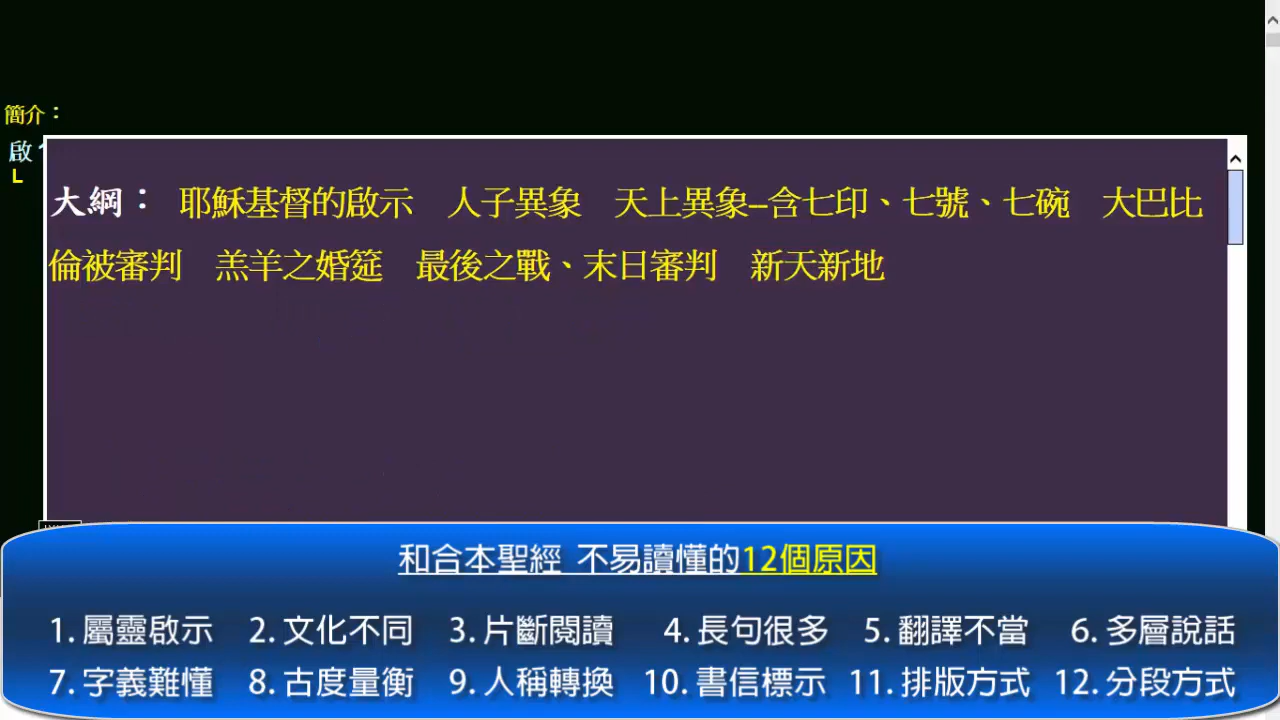 簡介：
啟
L
大綱： 耶穌基督的啟示　人子異象　天上異象–含七印、七號、七碗　大巴比
倫被審判　羔羊之婚筵　最後之戰、末日審判　新天新地
和合本聖經 不易讀懂的12個原因
1. 屬靈啟示　2. 文化不同　3. 片斷閱讀　4. 長句很多　5. 翻譯不當　6. 多層說話
7. 字義難懂　8. 古度量衡　9. 人稱轉換　10. 書信標示　11. 排版方式　12. 分段方式